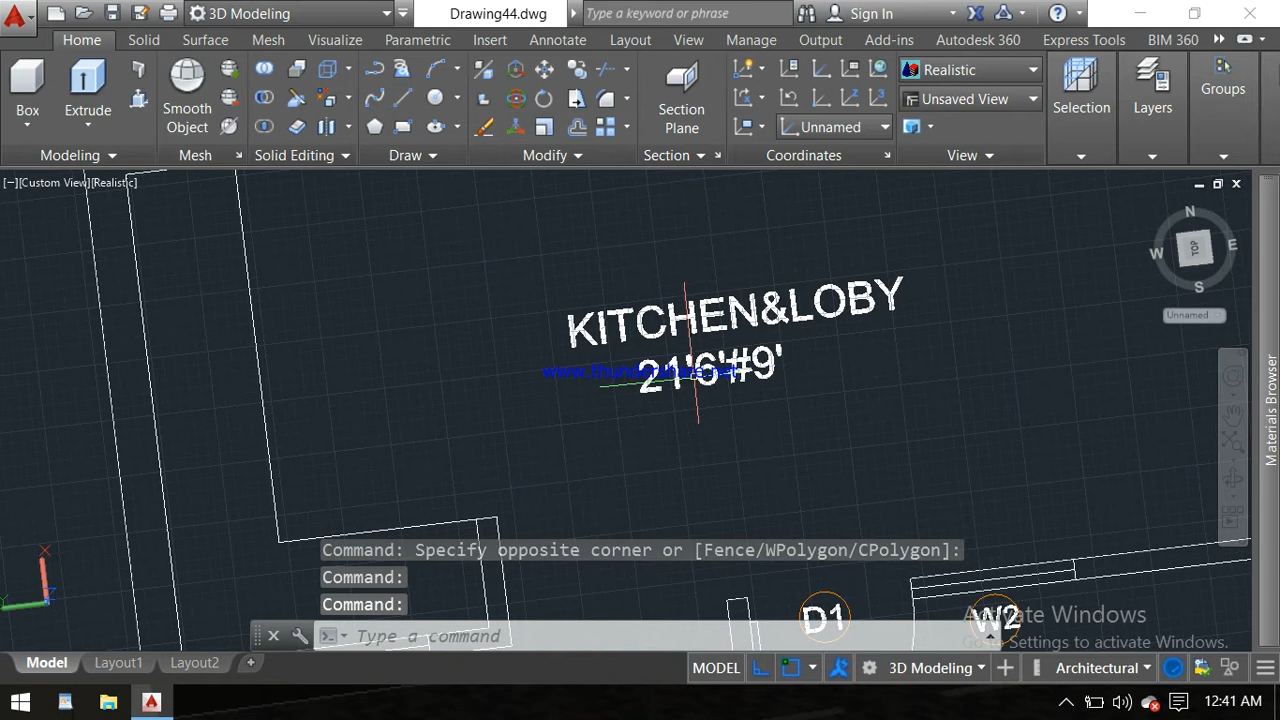 3D Modeling
Drawing44.dwg
Type a keyword or phrase
Sign In
Home Solid Surface Mesh Visualize Parametric Insert Annotate Layout View Manage Output Add-ins Autodesk 360 Express Tools BIM 360
Box
Extrude
Smooth
Object
Section
Plane
Realistic
Unsaved View
Unnamed
Selection
Layers
Groups
Modeling Mesh Solid Editing Draw Modify Section Coordinates View
[−][Custom View][Realistic]
N
W TOP E
S
Unnamed
KITCHEN&LOBY
21'6'#9'
www.thundershare.net
Materials Browser
Command: Specify opposite corner or [Fence/WPolygon/CPolygon]:
Command:
Command:
Type a command
D1
W2
Activate Windows
Go to Settings to activate Windows.
X
Model Layout1 Layout2
MODEL
3D Modeling
Architectural
12:41 AM